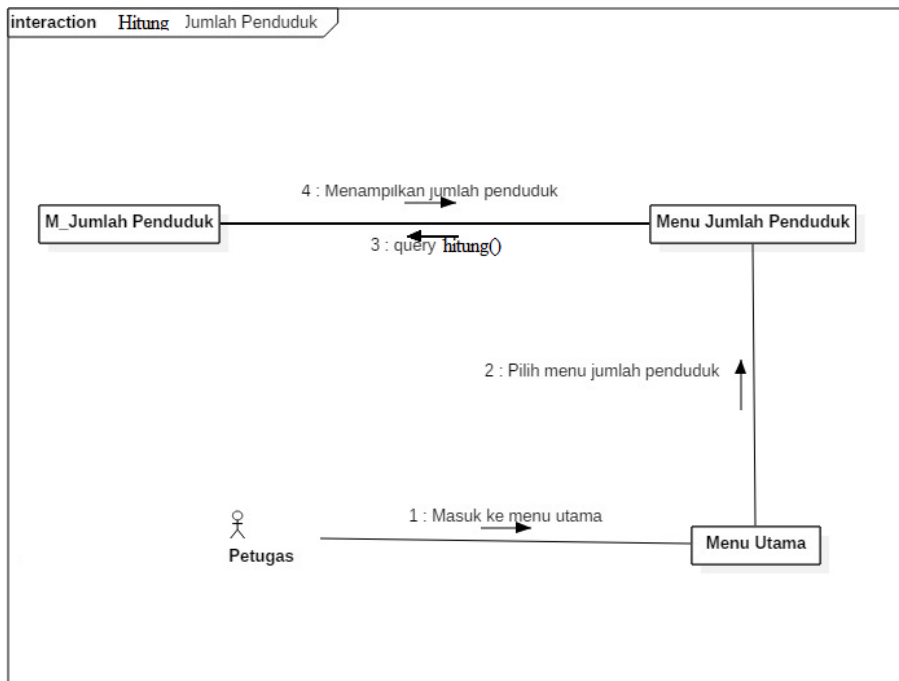 interaction Hitung Jumlah Penduduk
4 : Menampilkan jumlah penduduk
M_Jumlah Penduduk
Menu Jumlah Penduduk
3 : query hitung()
2 : Pilih menu jumlah penduduk
1 : Masuk ke menu utama
Petugas
Menu Utama